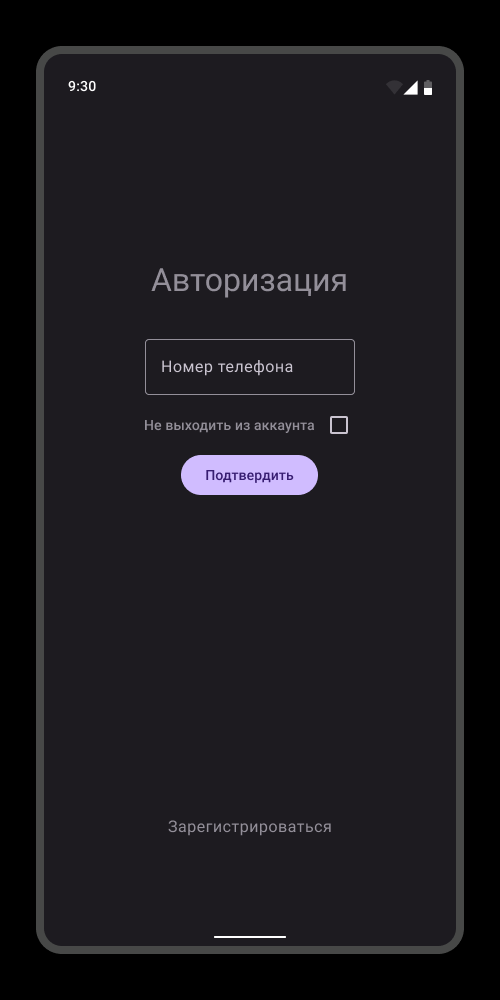 9:30
Авторизация
Номер телефона
Не выходить из аккаунта
Подтвердить
Зарегистрироваться